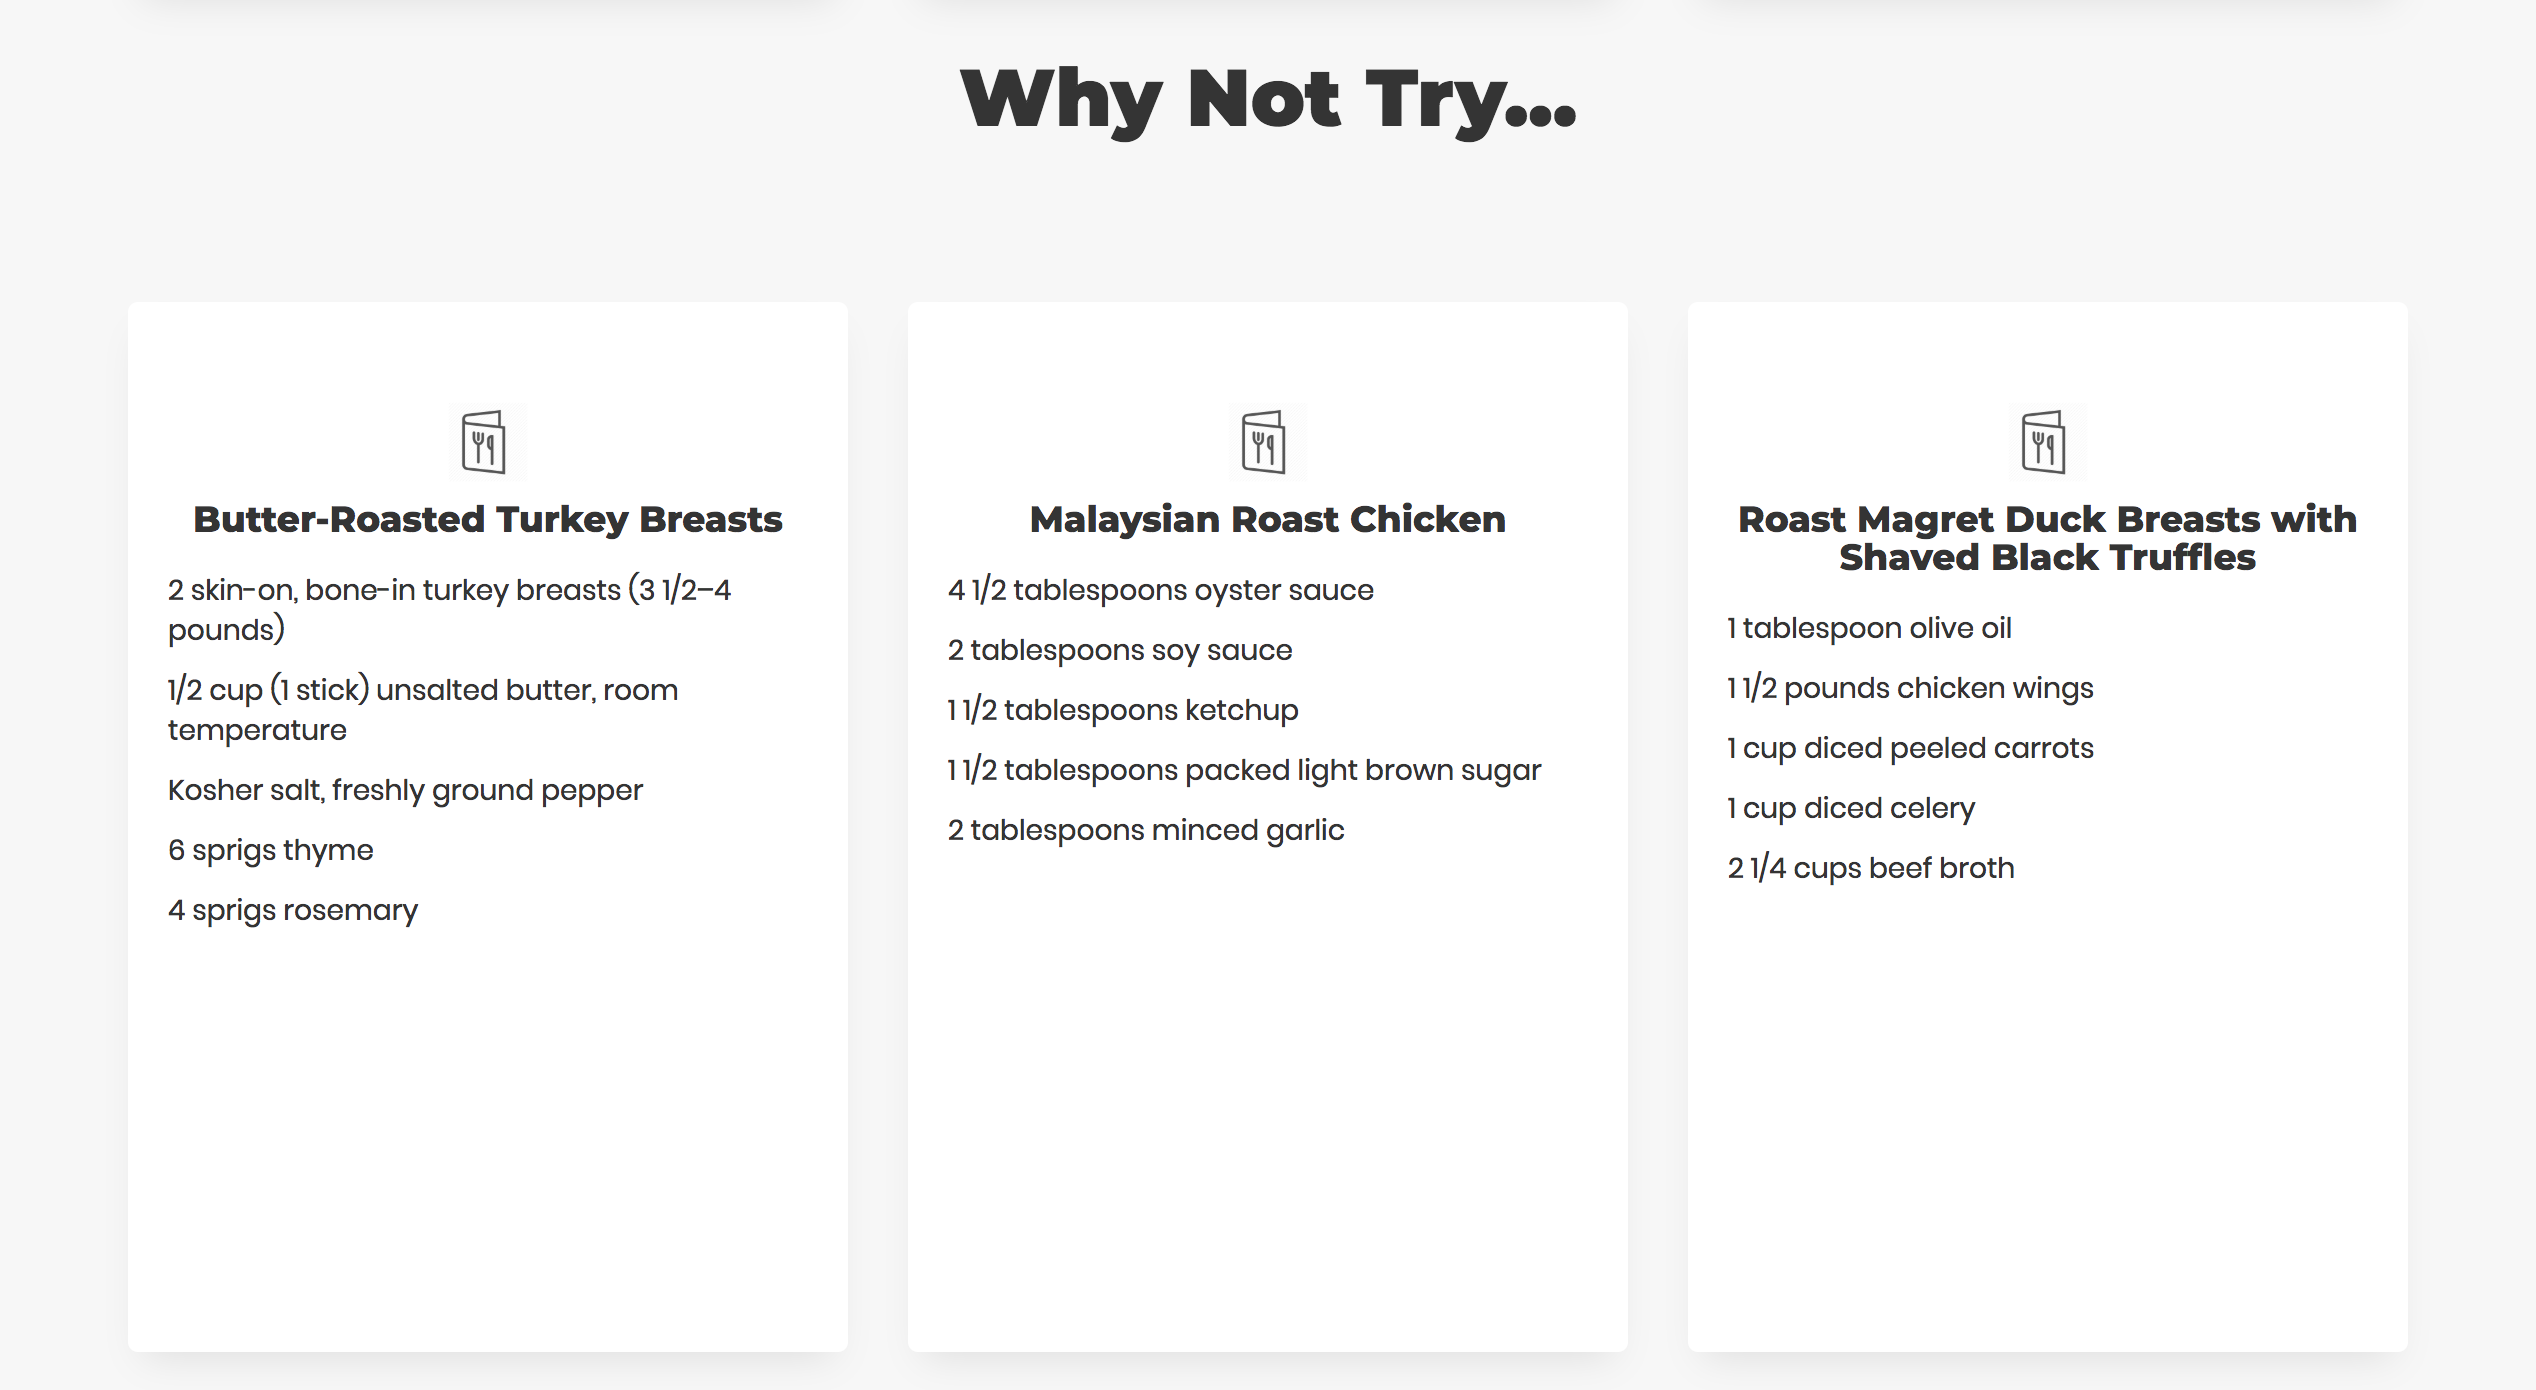 Why Not Try...
Butter-Roasted Turkey Breasts
2 skin-on, bone-in turkey breasts (3 1/2–4
pounds)
1/2 cup (1 stick) unsalted butter, room
temperature
Kosher salt, freshly ground pepper
6 sprigs thyme
4 sprigs rosemary
Malaysian Roast Chicken
4 1/2 tablespoons oyster sauce
2 tablespoons soy sauce
1 1/2 tablespoons ketchup
1 1/2 tablespoons packed light brown sugar
2 tablespoons minced garlic
Roast Magret Duck Breasts with
Shaved Black Truffles
1 tablespoon olive oil
1 1/2 pounds chicken wings
1 cup diced peeled carrots
1 cup diced celery
2 1/4 cups beef broth